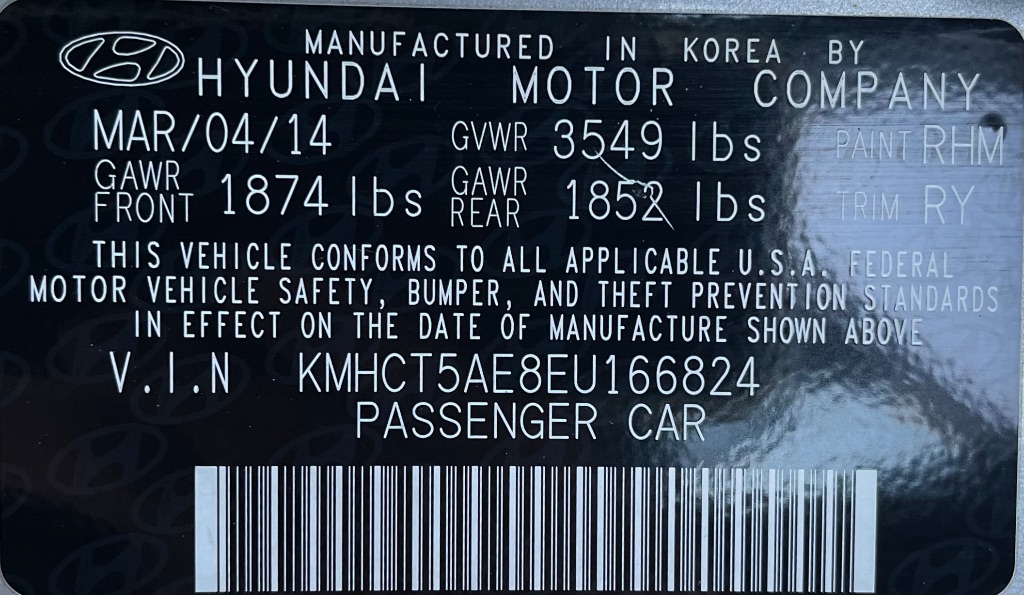 MANUFACTURED IN KOREA BY
HYUNDAI MOTOR COMPANY
MAR/04/14 GVWR 3549 lbs PAINT RHM
GAWR FRONT 1874 lbs GAWR REAR 1852 lbs TRIM RY
THIS VEHICLE CONFORMS TO ALL APPLICABLE U.S.A. FEDERAL
MOTOR VEHICLE SAFETY, BUMPER, AND THEFT PREVENTION STANDARDS
IN EFFECT ON THE DATE OF MANUFACTURE SHOWN ABOVE
V.I.N KMHCT5AE8EU166824
PASSENGER CAR